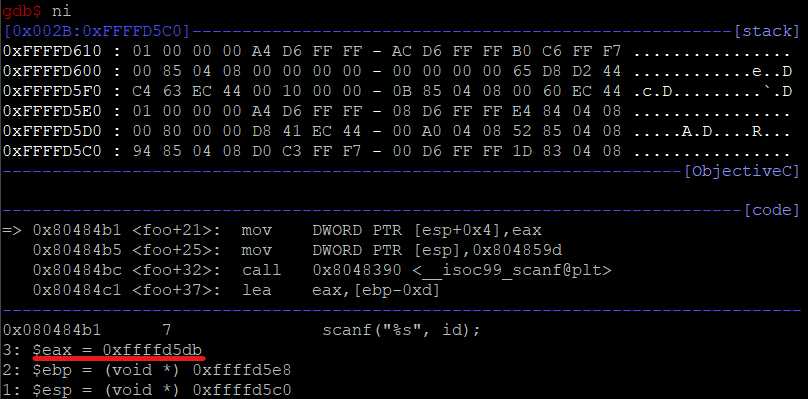 gdb$ ni
[0x002B:0xFFFFD5C0]------------------------------------------------------[stack]
0xFFFFD610 : 01 00 00 00 A4 D6 FF FF - AC D6 FF FF B0 C6 FF F7 ................
0xFFFFD600 : 00 85 04 08 00 00 00 00 - 00 00 00 00 65 D8 D2 44 ............e..D
0xFFFFD5F0 : C4 63 EC 44 00 10 00 00 - 0B 85 04 08 00 60 EC 44 .c.D.........`.D
0xFFFFD5E0 : 01 00 00 00 A4 D6 FF FF - 08 D6 FF FF E4 84 04 08 ................
0xFFFFD5D0 : 00 80 00 00 D8 41 EC 44 - 00 A0 04 08 52 85 04 08 .....A.D....R...
0xFFFFD5C0 : 94 85 04 08 D0 C3 FF F7 - 00 D6 FF FF 1D 83 04 08 ................
--------------------------------------------------------------------[ObjectiveC]
--------------------------------------------------------------------------[code]
=> 0x80484b1 <foo+21>: mov DWORD PTR [esp+0x4],eax
0x80484b5 <foo+25>: mov DWORD PTR [esp],0x804859d
0x80484bc <foo+32>: call 0x8048390 <__isoc99_scanf@plt>
0x80484c1 <foo+37>: lea eax,[ebp-0xd]
--------------------------------------------------------------------------------
0x080484b1 7 scanf("%s", id);
3: $eax = 0xffffd5db
2: $ebp = (void *) 0xffffd5e8
1: $esp = (void *) 0xffffd5c0